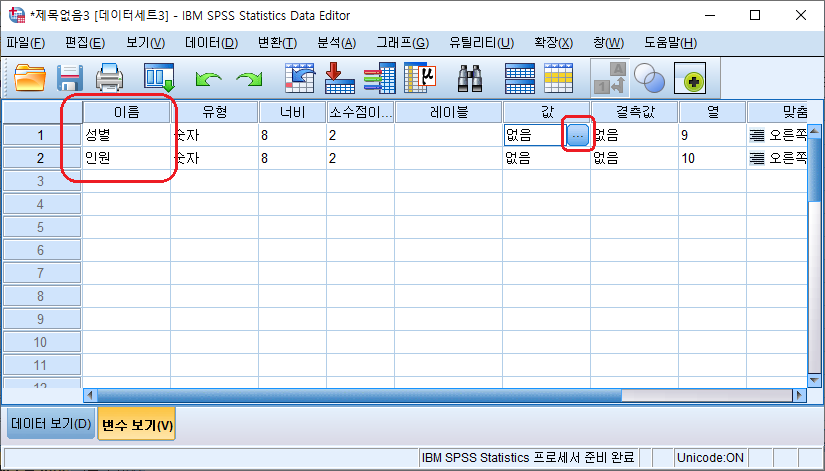 *제목없음3 [데이터세트3] - IBM SPSS Statistics Data Editor
파일(F) 편집(E) 보기(V) 데이터(D) 변환(T) 분석(A) 그래프(G) 유틸리티(U) 확장(X) 창(W) 도움말(H)
이름 유형 너비 소수점이... 레이블 값 결측값 열 맞춤
1 성별 숫자 8 2 없음 ... 없음 9 오른쪽
2 인원 숫자 8 2 없음 없음 10 오른쪽
3
4
5
6
7
8
9
10
11
12
데이터 보기(D) 변수 보기(V)
IBM SPSS Statistics 프로세서 준비 완료 Unicode:ON